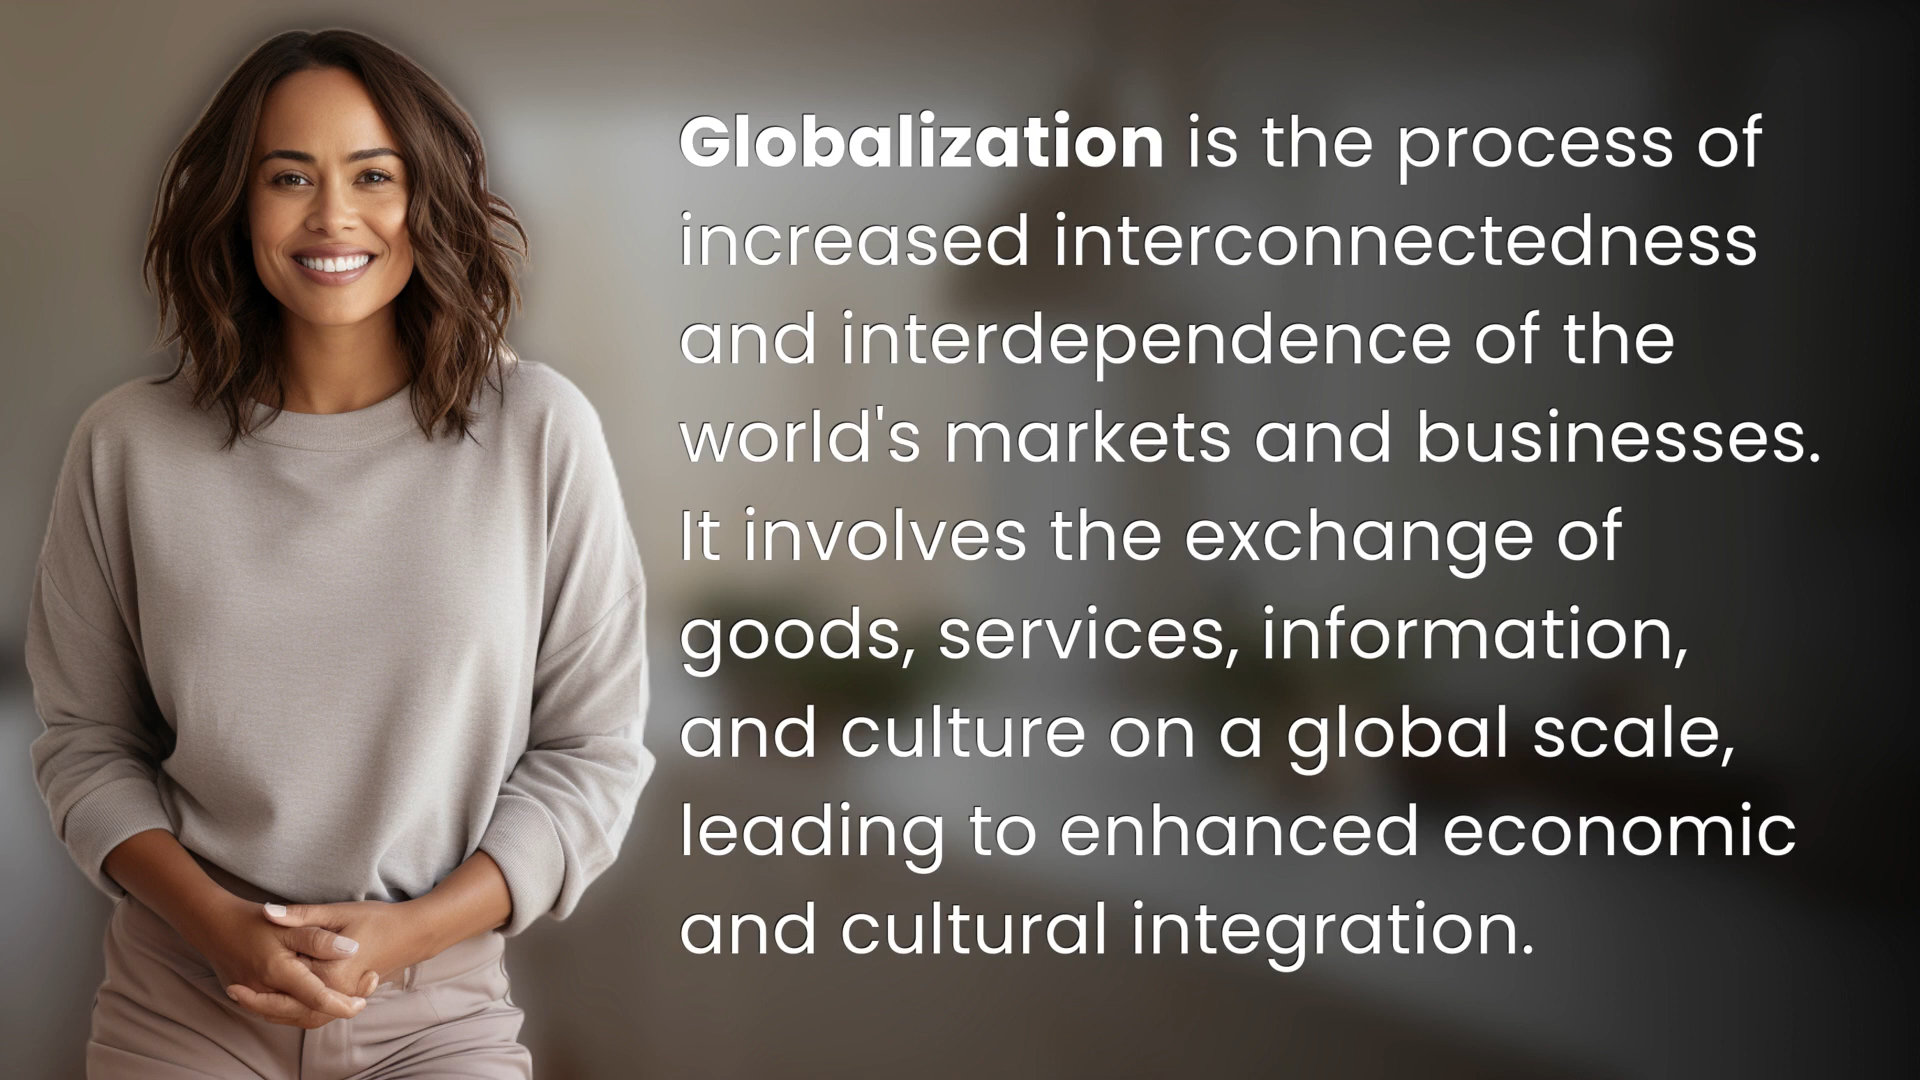 Globalization is the process of
increased interconnectedness
and interdependence of the
world's markets and businesses.
It involves the exchange of
goods, services, information,
and culture on a global scale,
leading to enhanced economic
and cultural integration.